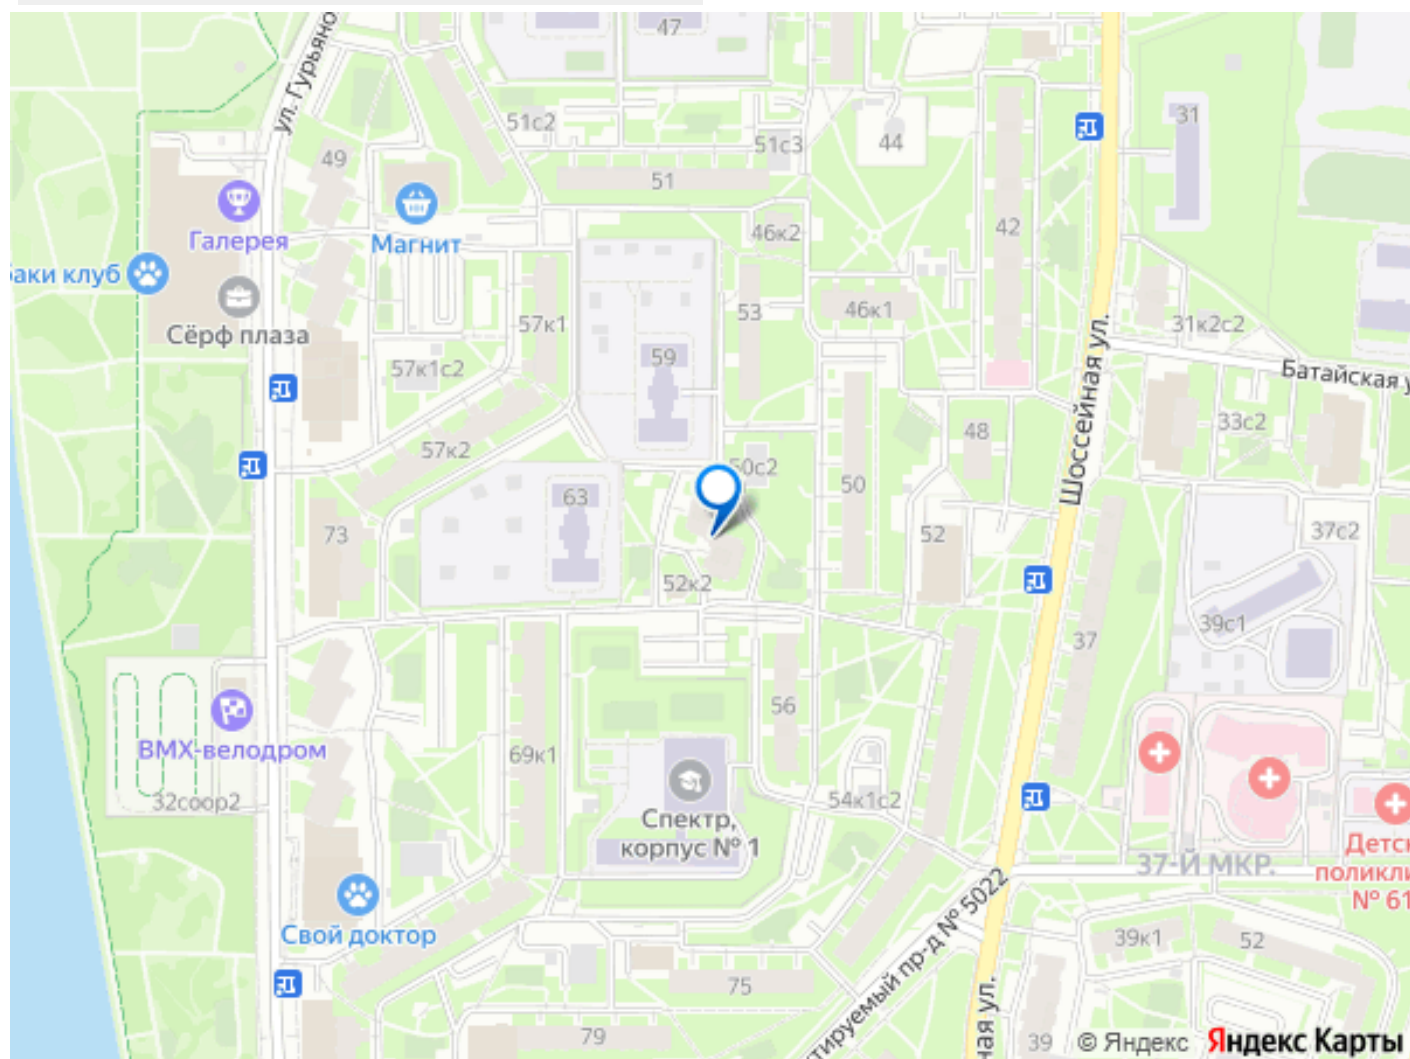 47
ул. Гурьяно
51с2
51с3
44
31
49
51
Галерея
Магнит
46к2
42
баки клуб
53
46к1
57к1
31к2с2
Сёрф плаза
59
57к1с2
Шоссейная ул.
Батайская у
33с2
57к2
48
50с2
50
63
73
52
37с2
52к2
39с1
37
56
BMX-велодром
69к1
32соор2
54к1с2
Спектр,
корпус № 1
37-Й МКР.
Детск
поликли
№ 61
Свой доктор
39к1
52
75
тируемый пр-д № 5022
ная ул.
79
39
© Яндекс
Яндекс Карты